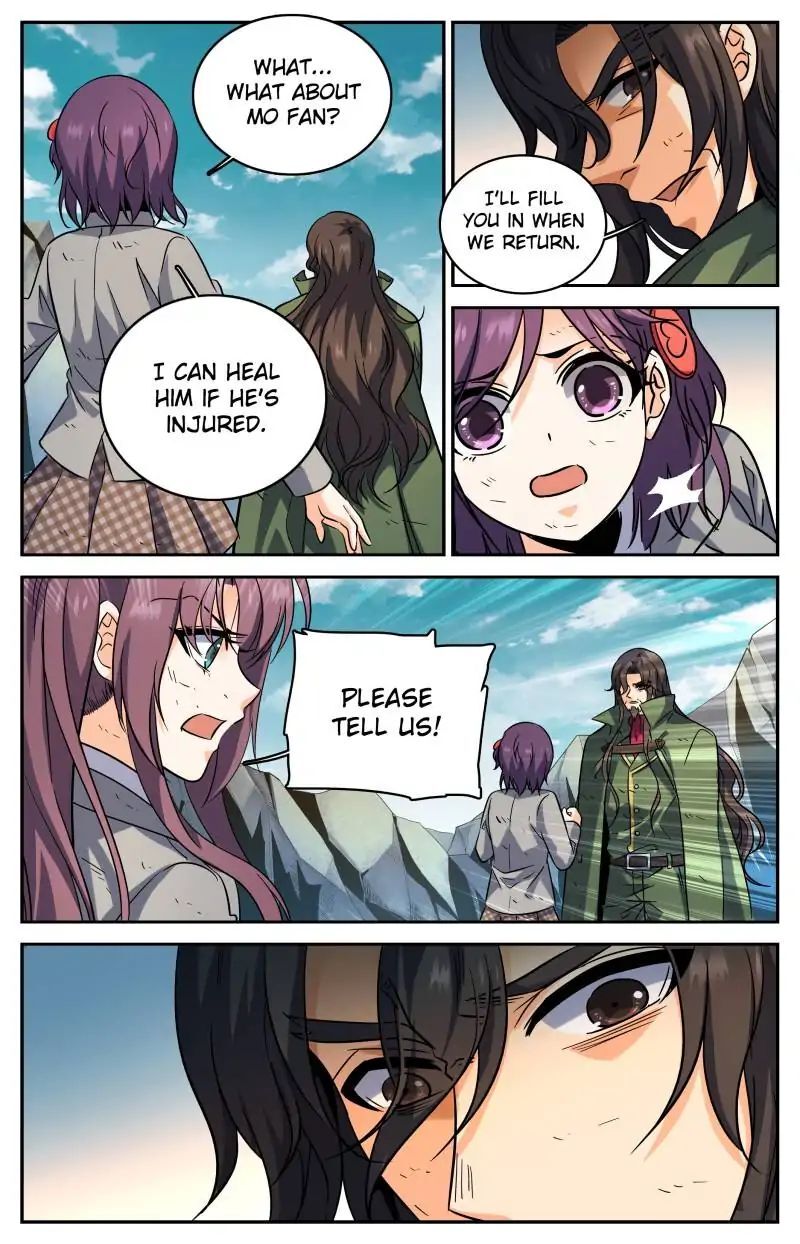 WHAT...
WHAT ABOUT
MO FAN?
I CAN HEAL
HIM IF HE'S
INJURED.
I'LL FILL
YOU IN WHEN
WE RETURN.
PLEASE
TELL US!